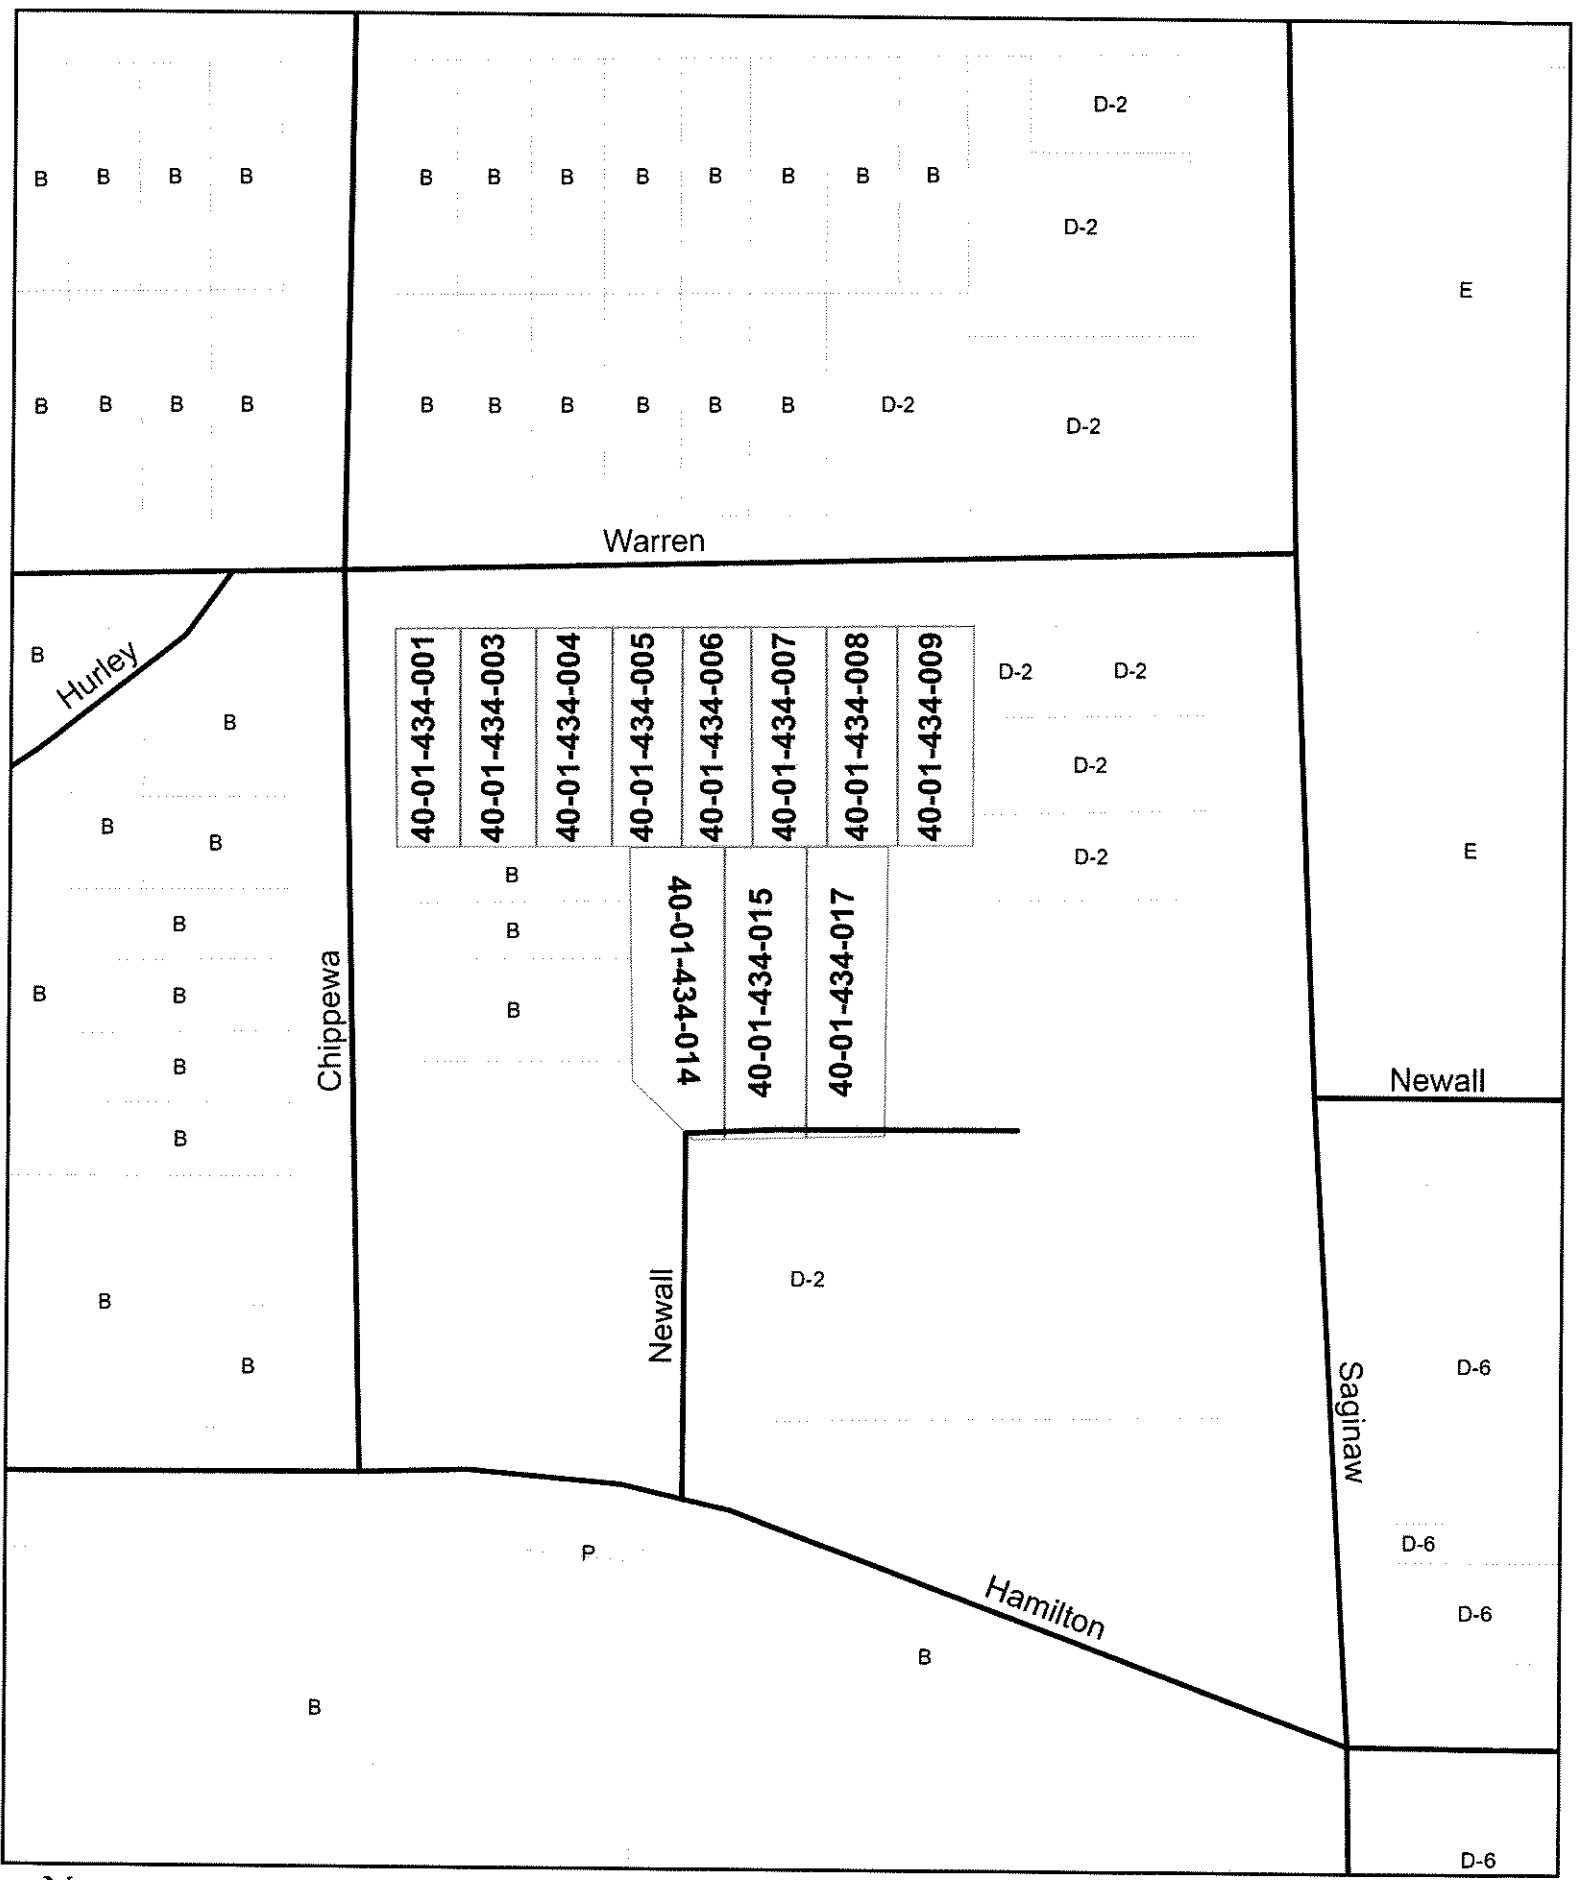 D-2
B B B B B B B B B B B B
D-2
E
B B B B B B B B B B D-2
D-2
Warren
B
Hurley
B
40-01-434-001
40-01-434-003
40-01-434-004
40-01-434-005
40-01-434-006
40-01-434-007
40-01-434-008
40-01-434-009
D-2 D-2
D-2
B
B
B
D-2
E
40-01-434-014
40-01-434-015
40-01-434-017
B
B
B
B
B
Chippewa
B
Newall
B
B
D-2
Newall
B
B
Saginaw
D-6
P
D-6
Hamilton
D-6
B
B
D-6